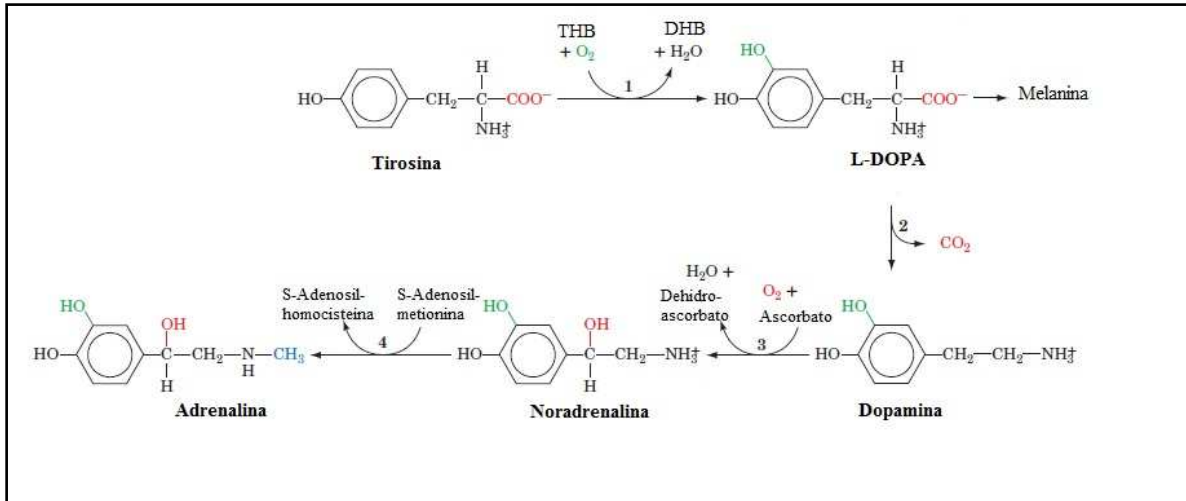 THB
+ O₂
DHB
+ H₂O
1
HO
CH₂
H
C
COO⁻
NH₃⁺
Tirosina
HO
HO
CH₂
H
C
COO⁻
NH₃⁺
Melanina
L-DOPA
2
CO₂
H₂O +
Dehidro-
ascorbato
O₂ +
Ascorbato
3
HO
HO
CH₂—CH₂—NH₃⁺
Dopamina
HO
HO
OH
C—CH₂—NH₃⁺
H
Noradrenalina
S-Adenosil-
homocisteina
S-Adenosil-
metionina
4
HO
HO
OH
C—CH₂—N—CH₃
H
H
Adrenalina